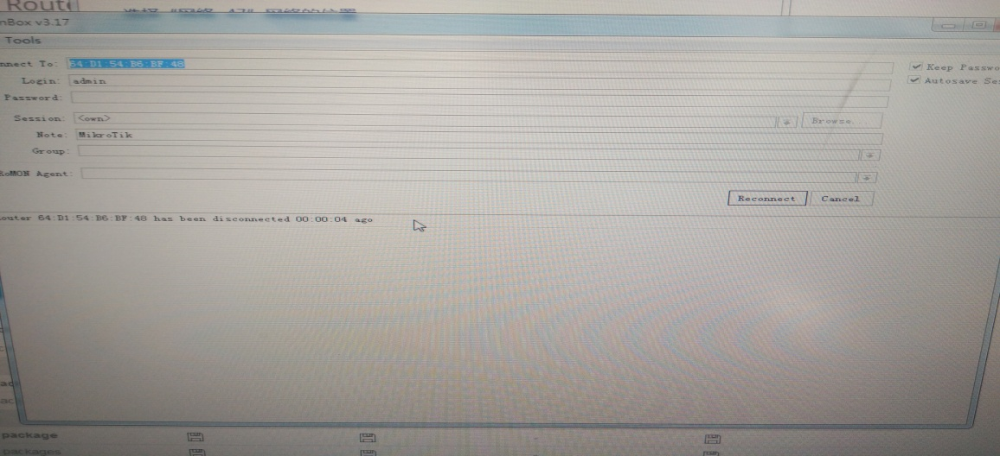 Route
nBox v3.17
Tools
nnect To: 64:D1:54:B6:BF:48
Keep Passwo
Login: admin
Autosave Se
Password:
Session: <own>
Browse...
Note: MikroTik
Group:
RoMON Agent:
Reconnect Cancel
outer 64:D1:54:B6:BF:48 has been disconnected 00:00:04 ago
package
packages